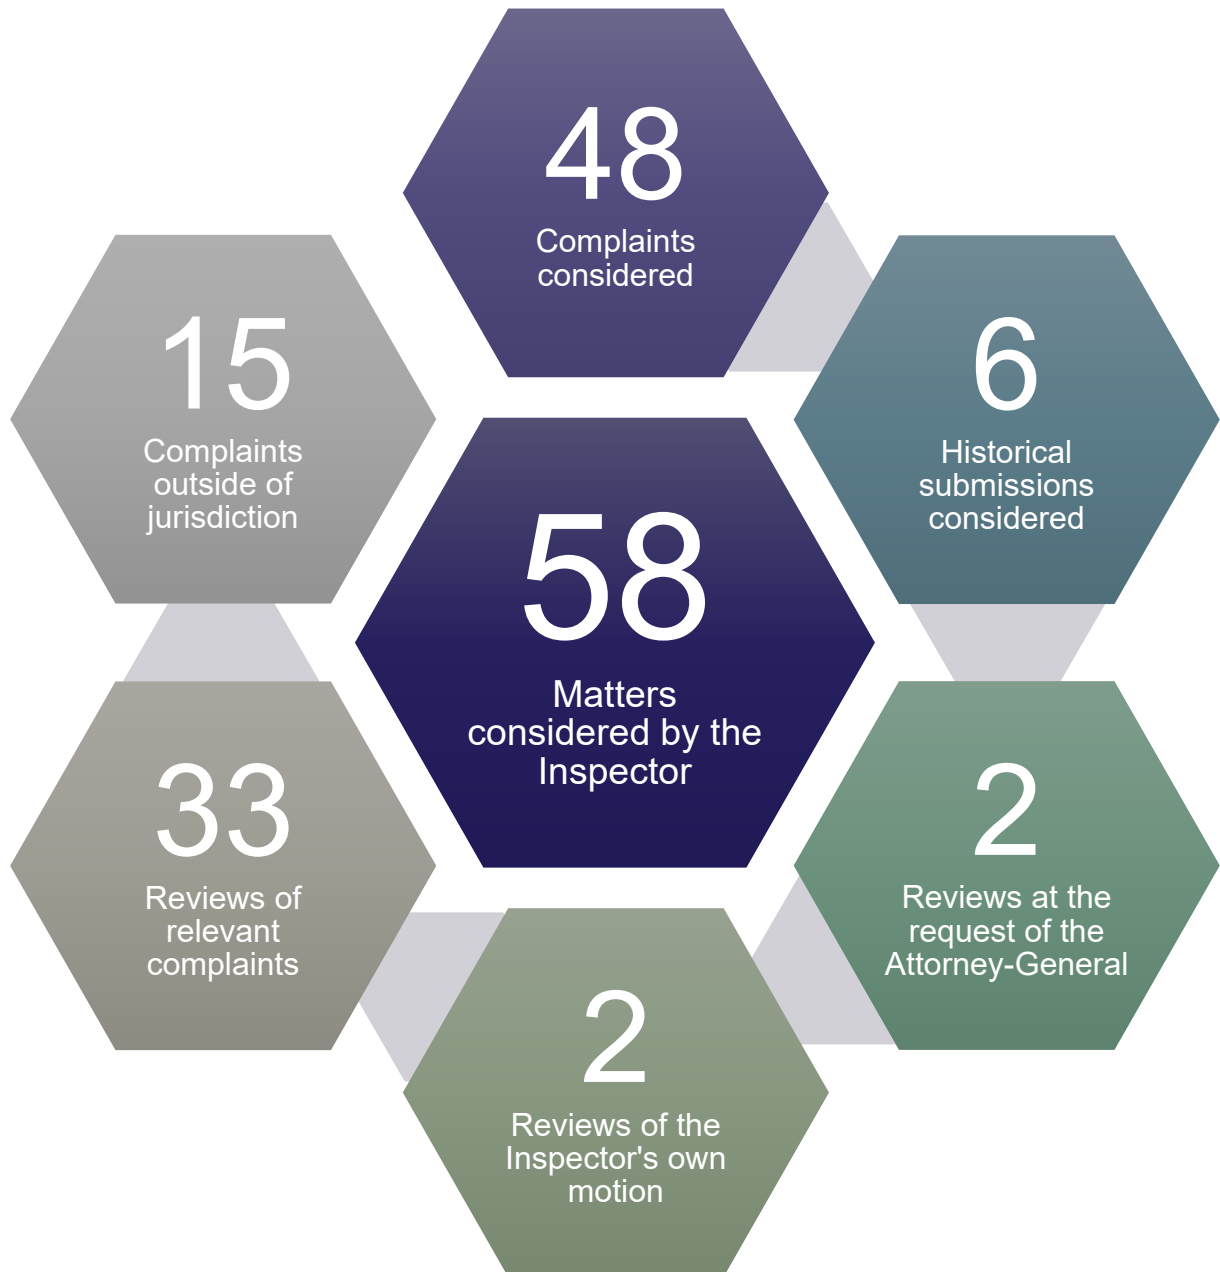 48
Complaints
considered
6
Historical
submissions
considered
2
Reviews at the
request of the
Attorney-General
2
Reviews of the
Inspector's own
motion
33
Reviews of
relevant
complaints
15
Complaints
outside of
jurisdiction
58
Matters
considered by the
Inspector